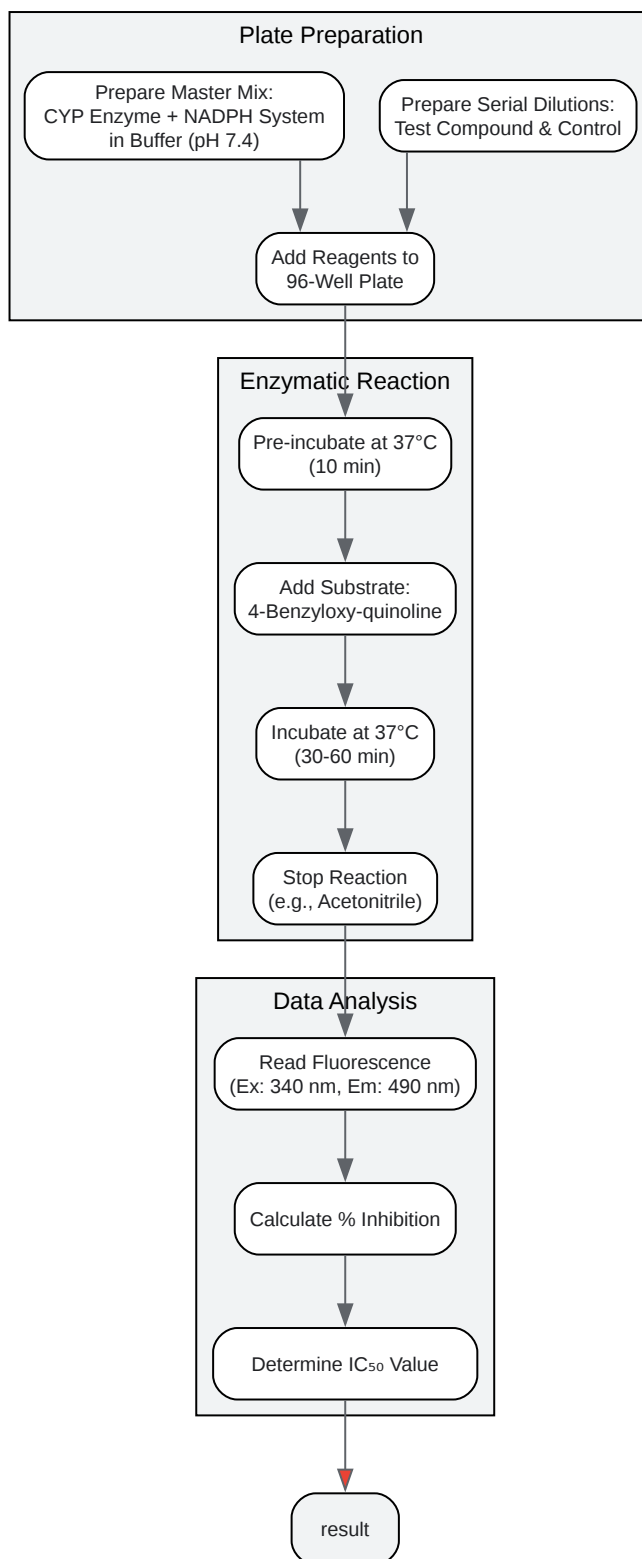 Plate Preparation
Prepare Master Mix:
CYP Enzyme + NADPH System
in Buffer (pH 7.4)
Prepare Serial Dilutions:
Test Compound & Control
Add Reagents to
96-Well Plate
Enzymatic Reaction
Pre-incubate at 37°C
(10 min)
Add Substrate:
4-Benzyloxy-quinoline
Incubate at 37°C
(30-60 min)
Stop Reaction
(e.g., Acetonitrile)
Data Analysis
Read Fluorescence
(Ex: 340 nm, Em: 490 nm)
Calculate % Inhibition
Determine IC₅₀ Value
result